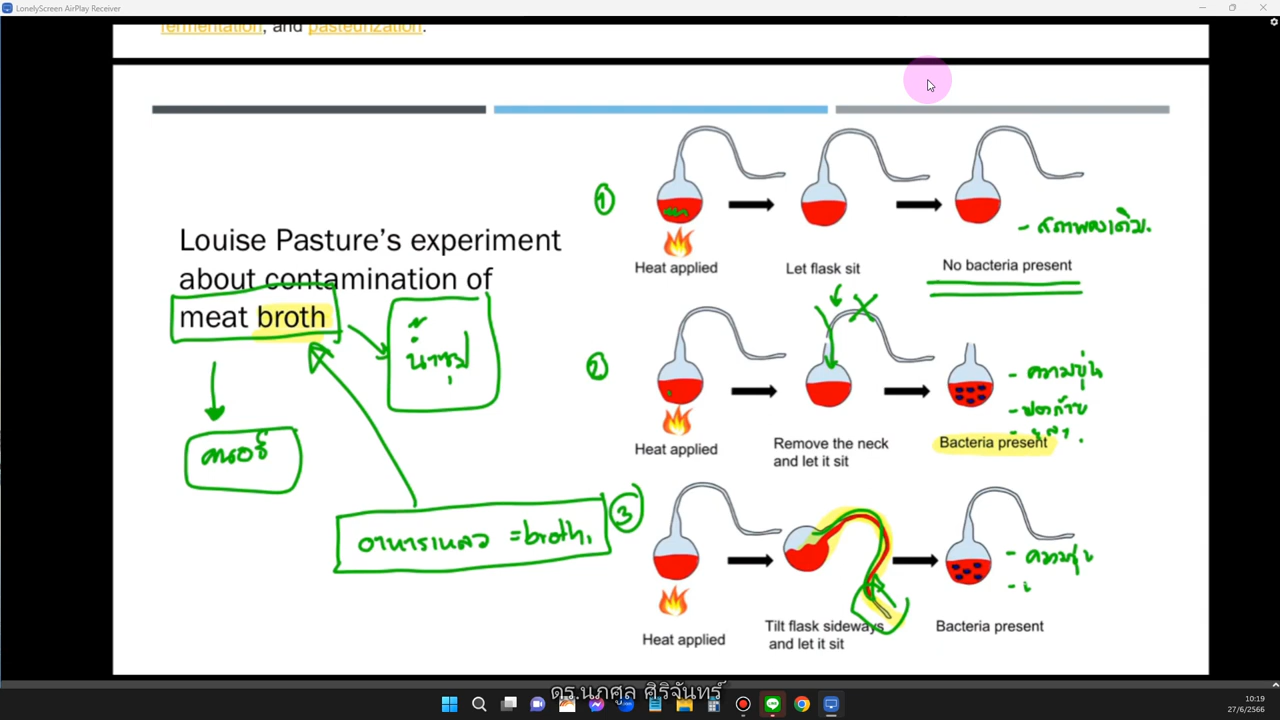 LonelyScreen AirPlay Receiver
fermentation, and pasteurization.
Louise Pasture's experiment
about contamination of
meat broth
น้ำซุป
อาหารเหลว = broth.
①
Heat applied
Let flask sit
No bacteria present
- สภาพคงเดิม.
②
Heat applied
Remove the neck
and let it sit
Bacteria present
- ความขุ่น
③
Heat applied
Tilt flask sideways
and let it sit
Bacteria present
- ความขุ่น
ดร.นภศูล ศิริจันทร์
10:19
27/6/2566